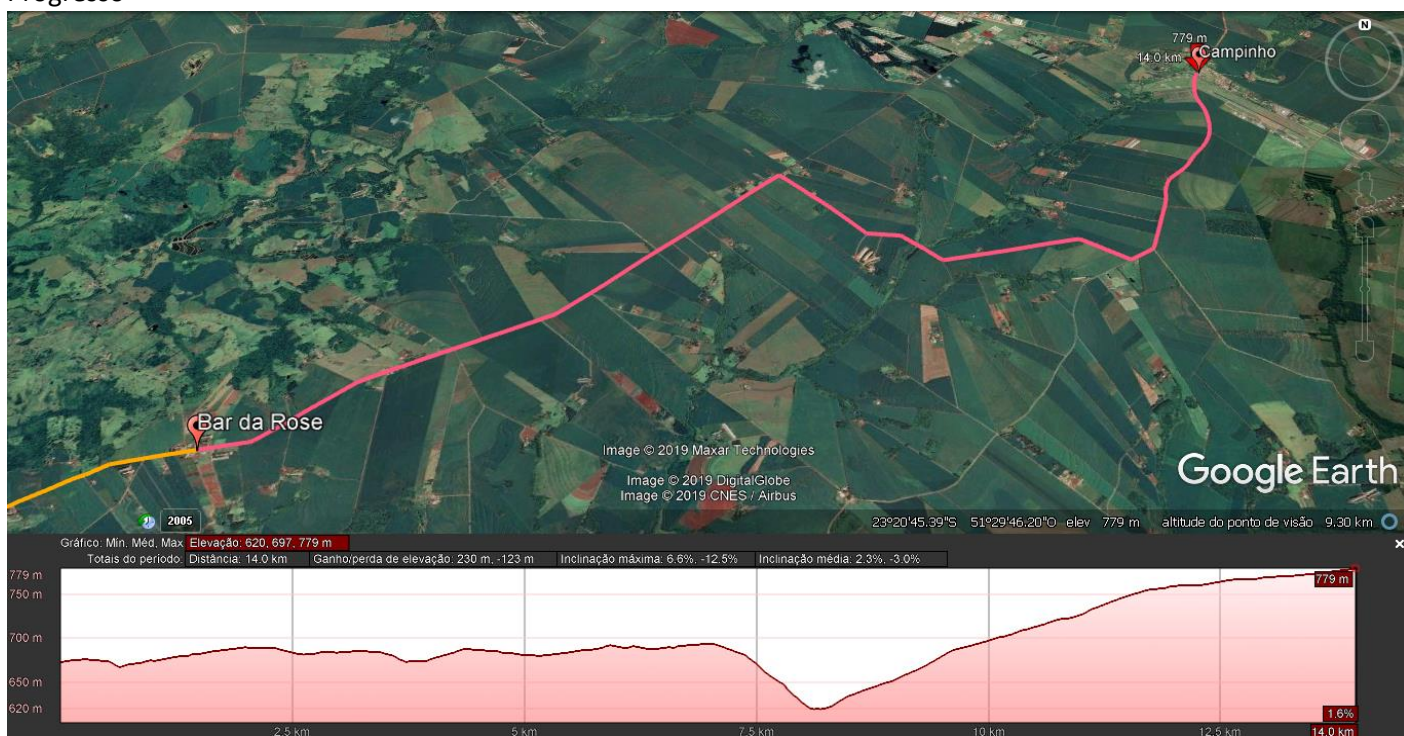 Progresso
N
779 m
14.0 km
Campinho
Bar da Rose
Image © 2019 Maxar Technologies
Image © 2019 DigitalGlobe
Image © 2019 CNES / Airbus
Google Earth
2005
23°20'45.39"S 51°29'46.20"O elev 779 m altitude do ponto de visão 9.30 km
Gráfico: Mín, Méd, Máx Elevação: 620, 697, 779 m
Totais do período: Distância: 14.0 km Ganho/perda de elevação: 230 m, -123 m Inclinação máxima: 6.6%, -12.5% Inclinação média: 2.3%, -3.0%
779 m
779 m
750 m
700 m
650 m
620 m
1.6%
2.5 km 5 km 7.5 km 10 km 12.5 km 14.0 km